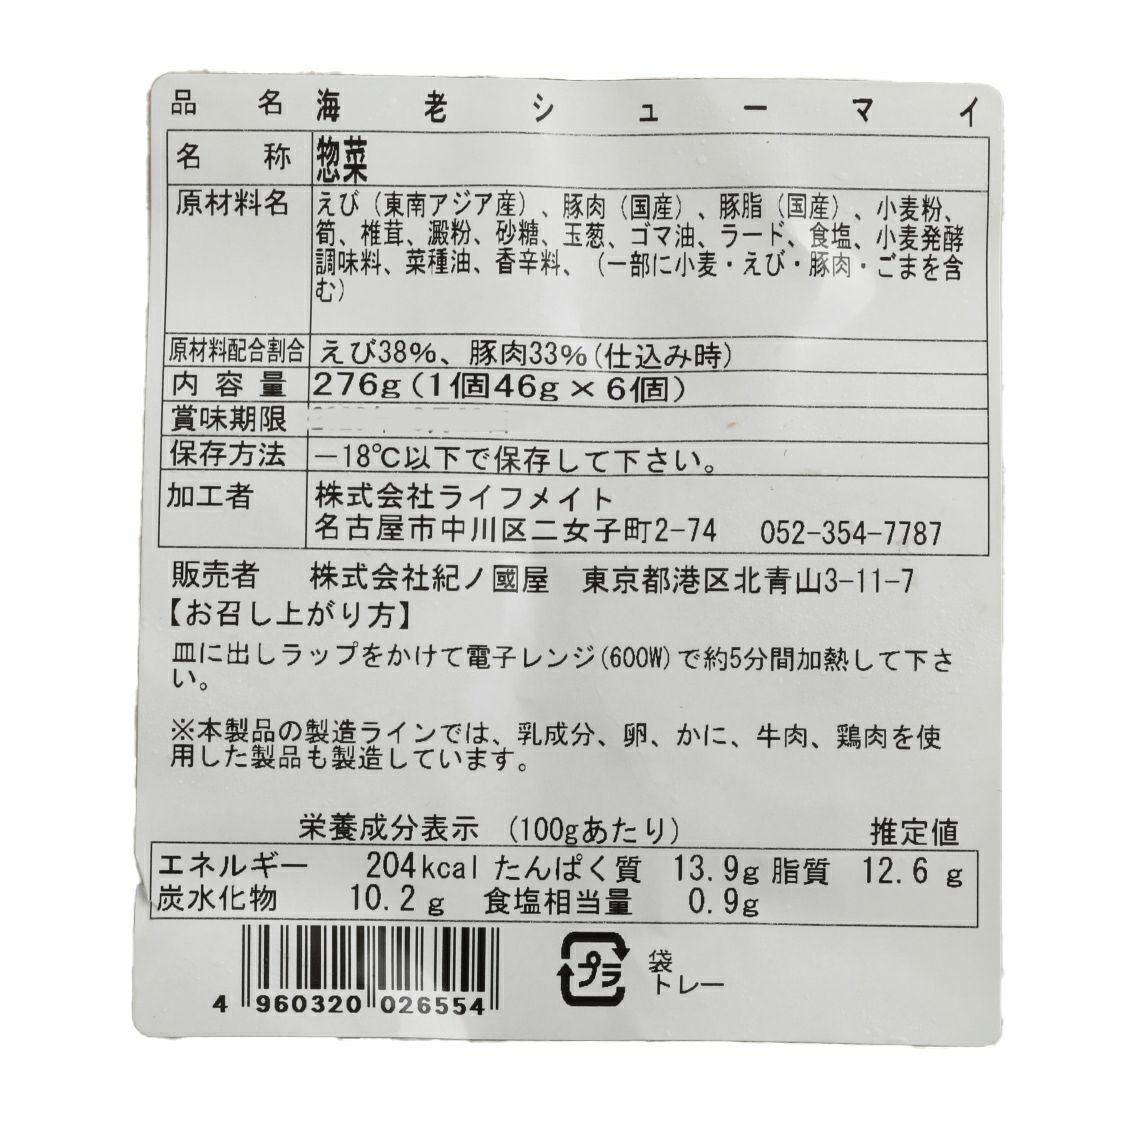 品名 海老シューマイ
名称 惣菜
原材料名 えび（東南アジア産）、豚肉（国産）、豚脂（国産）、小麦粉、
筍、椎茸、澱粉、砂糖、玉葱、ゴマ油、ラード、食塩、小麦発酵
調味料、菜種油、香辛料、（一部に小麦・えび・豚肉・ごまを含
む）
原材料配合割合 えび38%、豚肉33%(仕込み時)
内容量 276g(1個46g×6個)
賞味期限
保存方法 －18℃以下で保存して下さい。
加工者 株式会社ライフメイト
名古屋市中川区二女子町2-74 052-354-7787
販売者 株式会社紀ノ國屋 東京都港区北青山3-11-7
【お召し上がり方】
皿に出しラップをかけて電子レンジ(600W)で約5分間加熱して下さ
い。
※本製品の製造ラインでは、乳成分、卵、かに、牛肉、鶏肉を使
用した製品も製造しています。
栄養成分表示 (100gあたり) 推定値
エネルギー 204kcal たんぱく質 13.9g 脂質 12.6g
炭水化物 10.2g 食塩相当量 0.9g
プラ 袋
トレー
4 960320 026554